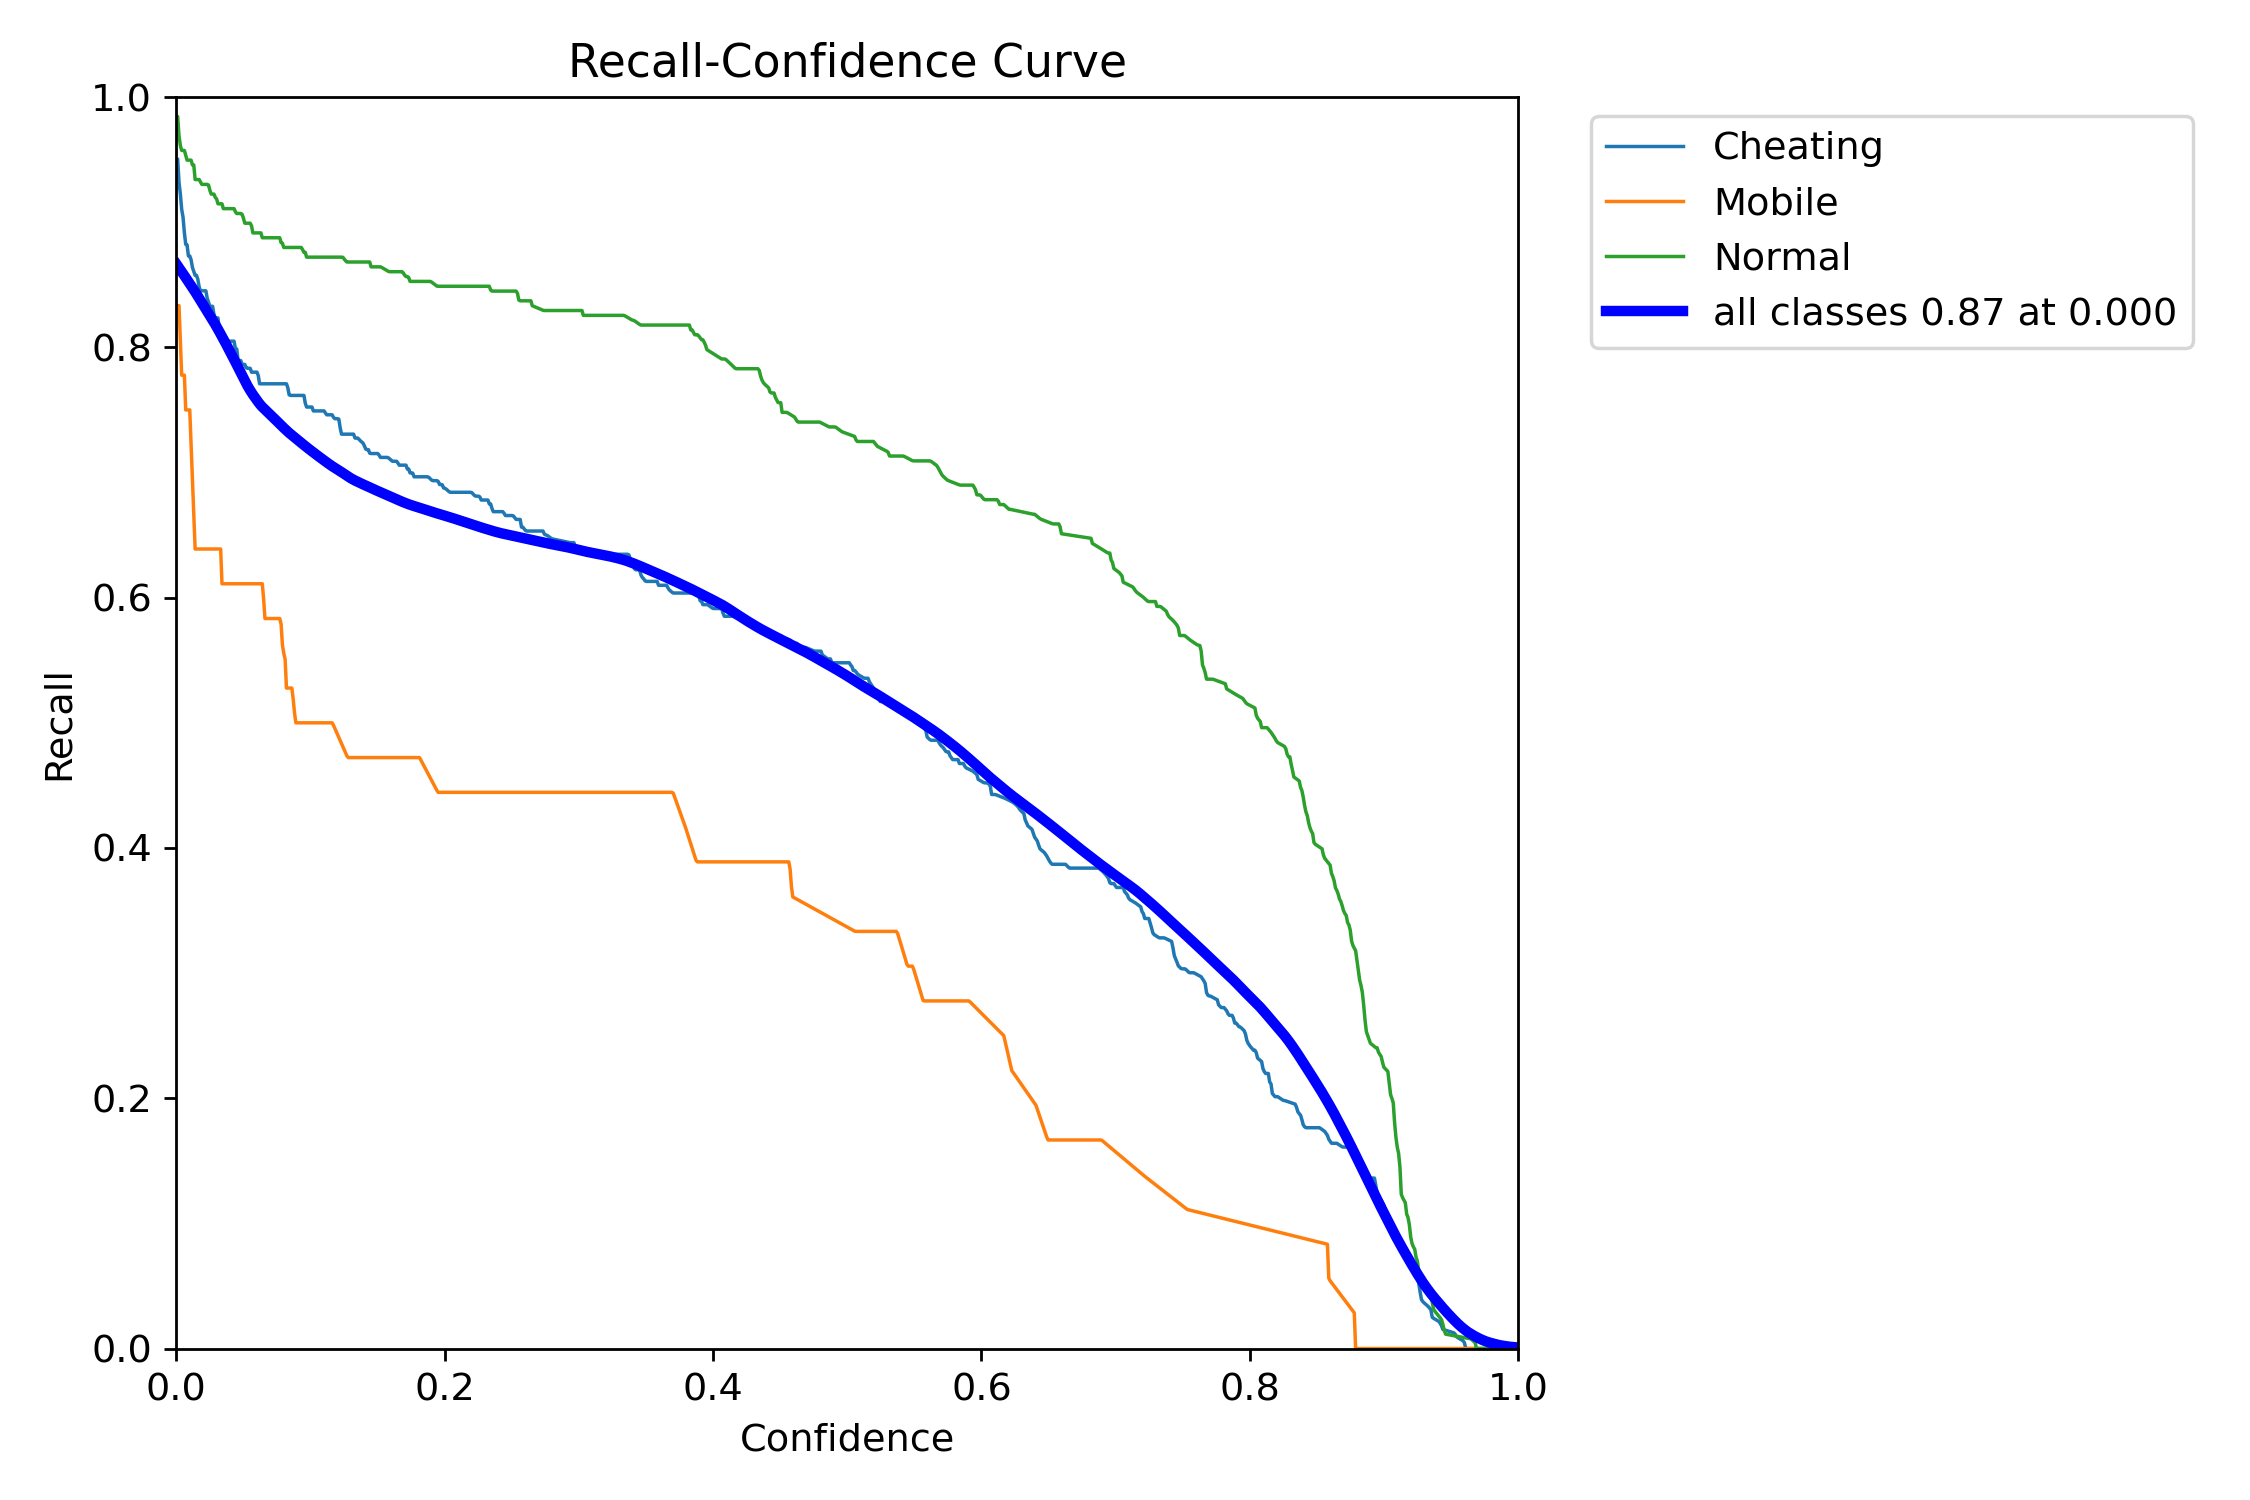 Recall-Confidence Curve
1.0
0.8
0.6
0.4
0.2
0.0
Recall
0.0 0.2 0.4 0.6 0.8 1.0
Confidence
Cheating
Mobile
Normal
all classes 0.87 at 0.000